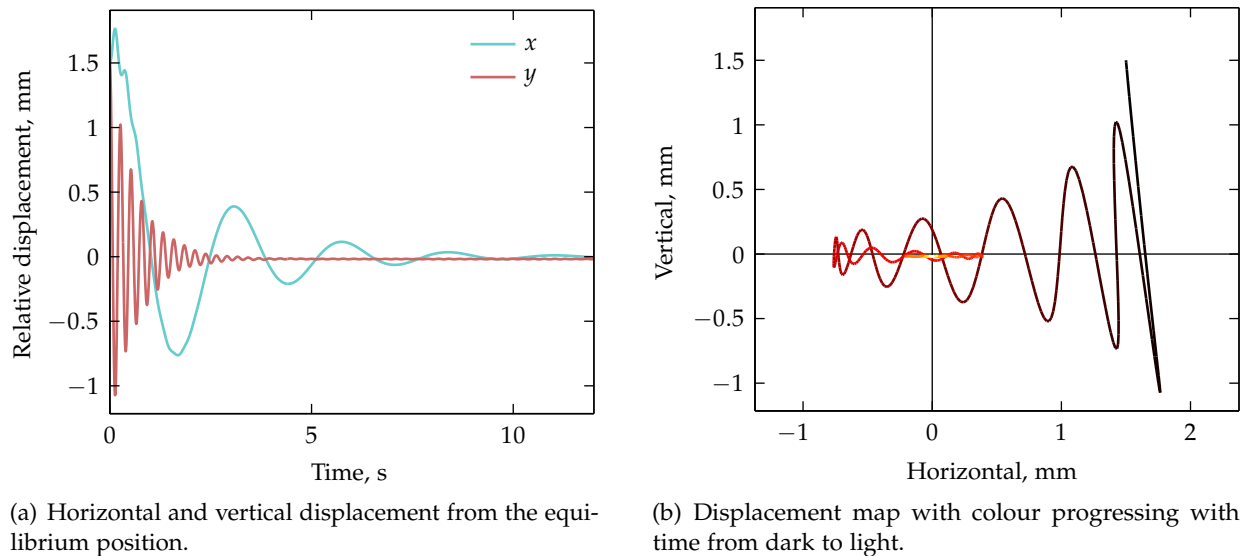 1.5
1
0.5
0
−0.5
−1
Relative displacement, mm
x
y
0
5
10
Time, s
(a) Horizontal and vertical displacement from the equi-
librium position.
1.5
1
0.5
0
−0.5
−1
Vertical, mm
−1
0
1
2
Horizontal, mm
(b) Displacement map with colour progressing with
time from dark to light.